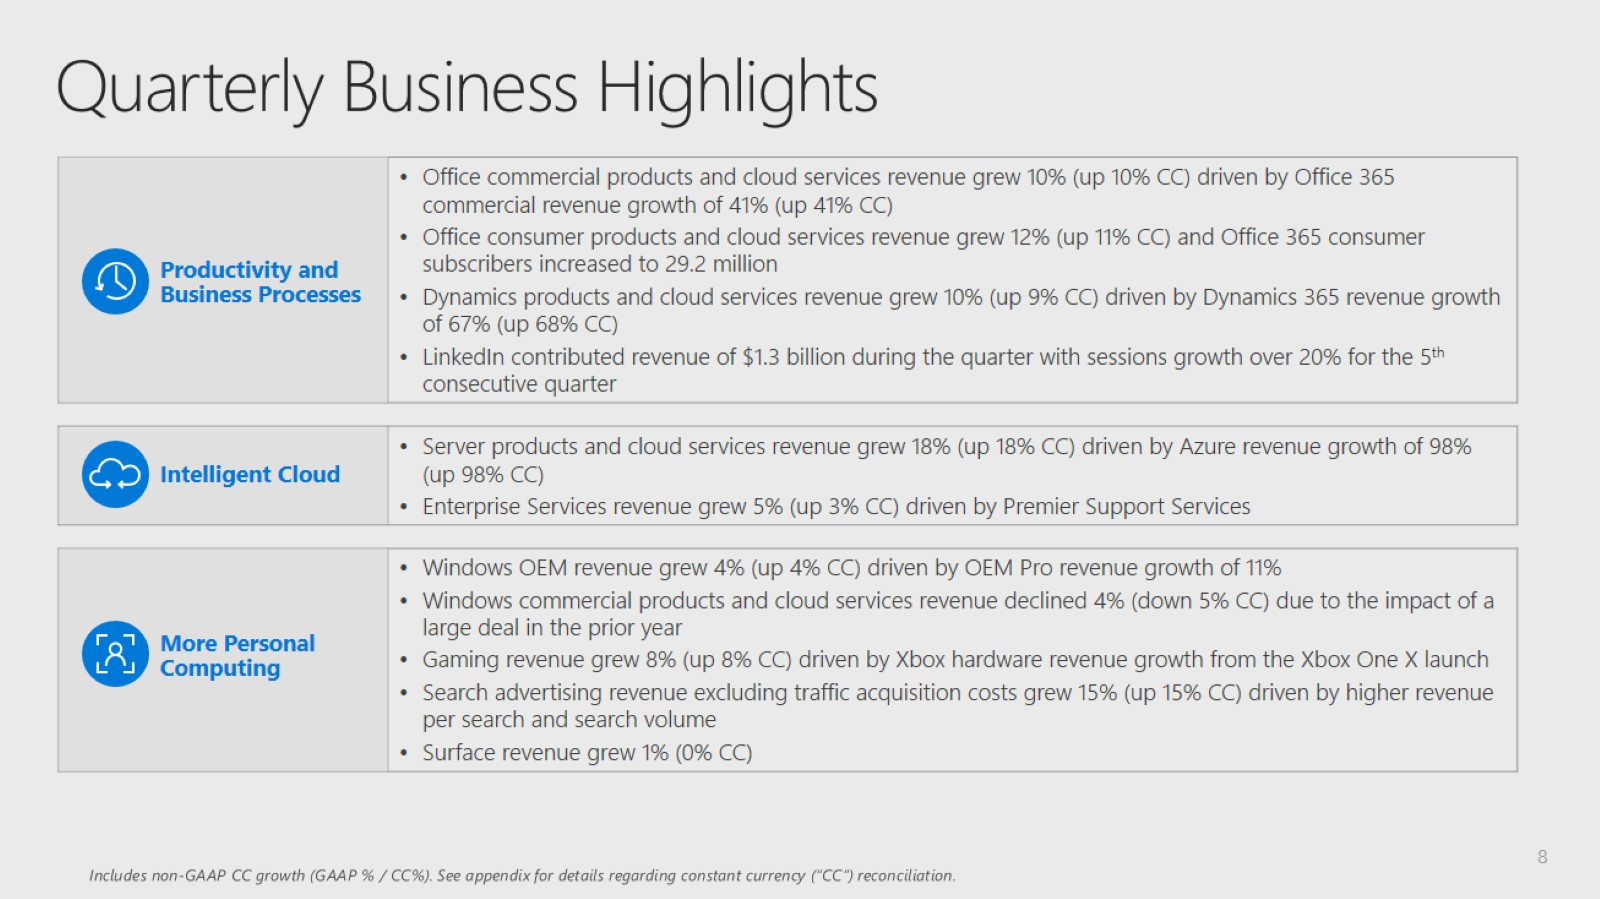 Quarterly Business Highlights
Productivity and
Business Processes
• Office commercial products and cloud services revenue grew 10% (up 10% CC) driven by Office 365
commercial revenue growth of 41% (up 41% CC)
• Office consumer products and cloud services revenue grew 12% (up 11% CC) and Office 365 consumer
subscribers increased to 29.2 million
• Dynamics products and cloud services revenue grew 10% (up 9% CC) driven by Dynamics 365 revenue growth
of 67% (up 68% CC)
• LinkedIn contributed revenue of $1.3 billion during the quarter with sessions growth over 20% for the 5th
consecutive quarter
Intelligent Cloud
• Server products and cloud services revenue grew 18% (up 18% CC) driven by Azure revenue growth of 98%
(up 98% CC)
• Enterprise Services revenue grew 5% (up 3% CC) driven by Premier Support Services
More Personal
Computing
• Windows OEM revenue grew 4% (up 4% CC) driven by OEM Pro revenue growth of 11%
• Windows commercial products and cloud services revenue declined 4% (down 5% CC) due to the impact of a
large deal in the prior year
• Gaming revenue grew 8% (up 8% CC) driven by Xbox hardware revenue growth from the Xbox One X launch
• Search advertising revenue excluding traffic acquisition costs grew 15% (up 15% CC) driven by higher revenue
per search and search volume
• Surface revenue grew 1% (0% CC)
8
Includes non-GAAP CC growth (GAAP % / CC%). See appendix for details regarding constant currency (“CC”) reconciliation.